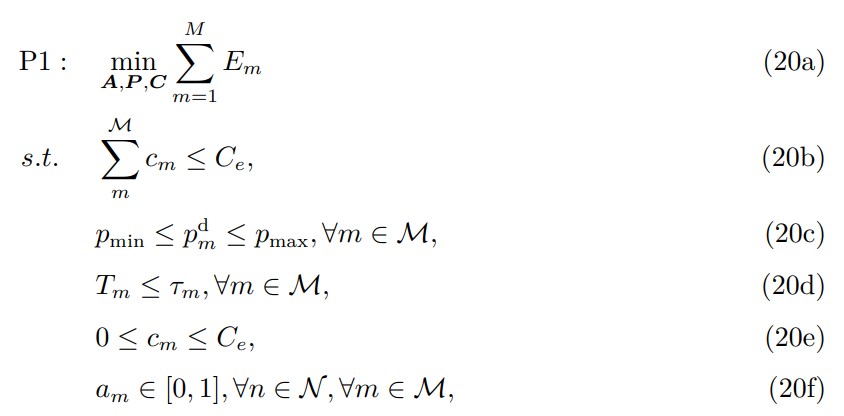 P1 : min_{A,P,C} ∑_{m=1}^{M} E_m (20a)
s.t. ∑_{m}^{ℳ} c_m ≤ C_e, (20b)
p_min ≤ p_m^d ≤ p_max, ∀m ∈ ℳ, (20c)
T_m ≤ τ_m, ∀m ∈ ℳ, (20d)
0 ≤ c_m ≤ C_e, (20e)
a_m ∈ [0, 1], ∀n ∈ 𝒩, ∀m ∈ ℳ, (20f)